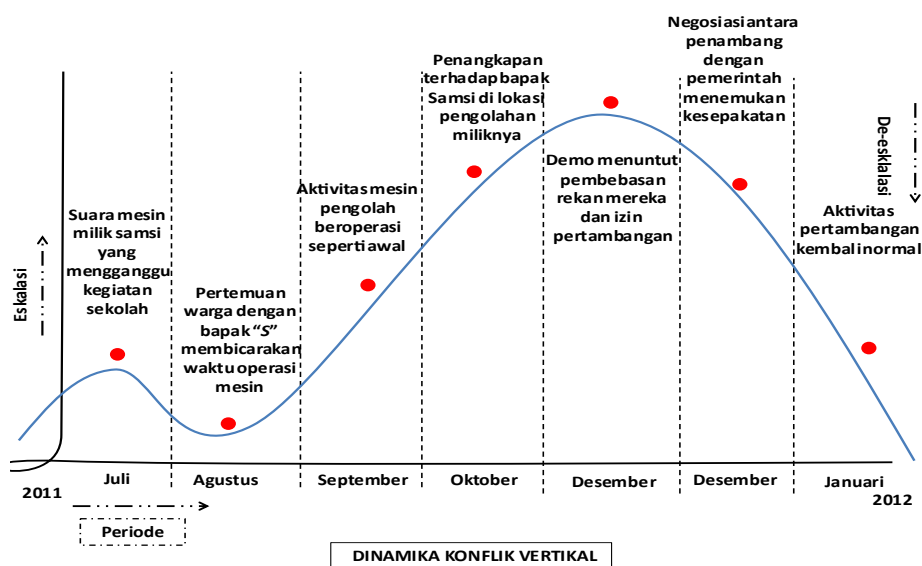 Negosiasi antara
penambang
dengan
pemerintah
menemukan
kesepakatan
Penangkapan
terhadap bapak
Samsi di lokasi
pengolahan
miliknya
De-esklalasi
Demo menuntut
pembebasan
rekan mereka
dan izin
pertambangan
Aktivitas mesin
pengolah
beroperasi
seperti awal
Suara mesin
milik samsi
yang
mengganggu
kegiatan
sekolah
Aktivitas
pertambangan
kembali normal
Eskalasi
Pertemuan
warga dengan
bapak “S”
membicarakan
waktu operasi
mesin
2011
Juli
Agustus
September
Oktober
Desember
Desember
Januari
2012
Periode
DINAMIKA KONFLIK VERTIKAL